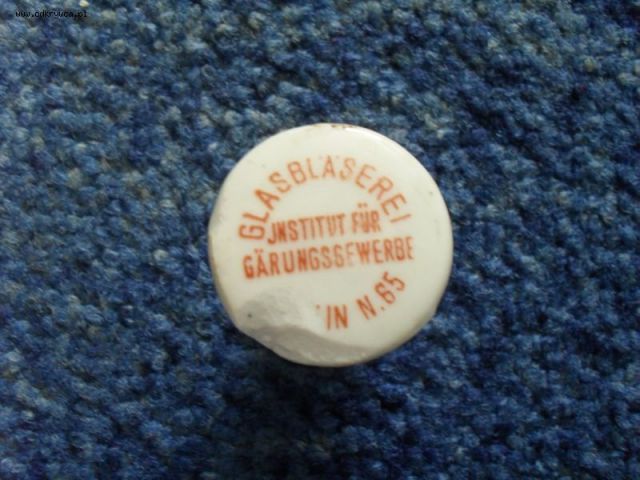 www.odkrywca.pl
GLASBLÄSEREI
JNSTITUT FÜR
GÄRUNGSGEWERBE
IN N.65